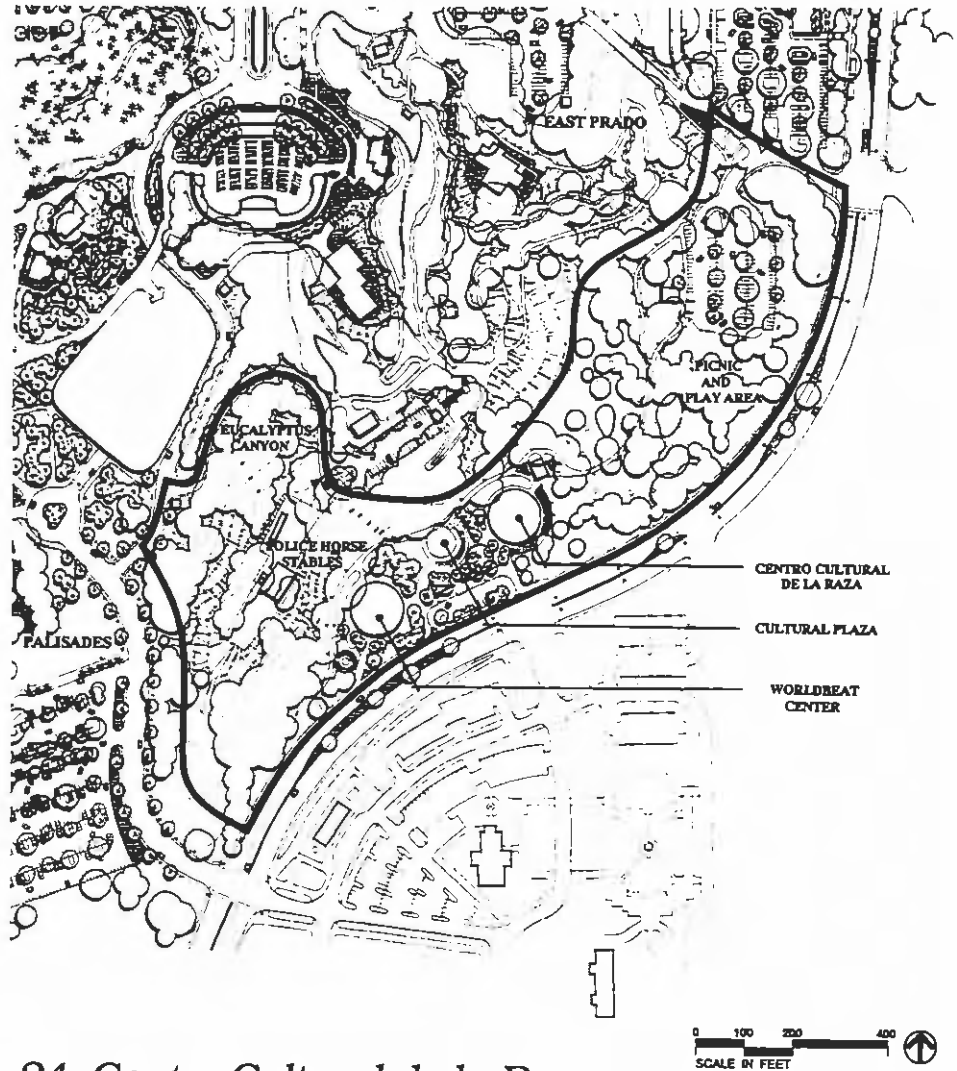 EAST PRADO
PICNIC
AND
PLAY AREA
EUCALYPTUS
CANYON
POLICE HORSE
STABLES
CENTRO CULTURAL
DE LA RAZA
CULTURAL PLAZA
PALISADES
WORLDBEAT
CENTER
0 100 200 400
SCALE IN FEET